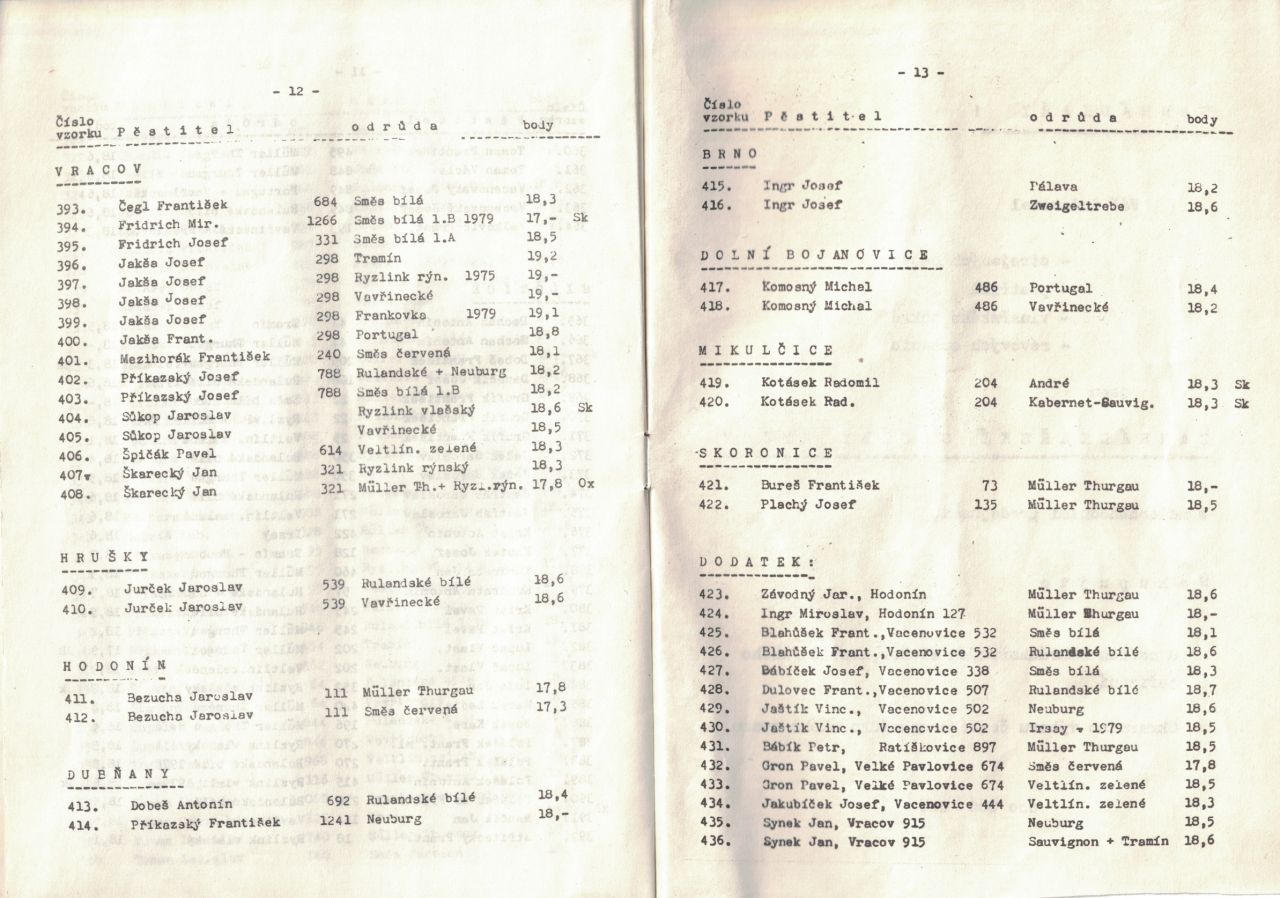 - 12 -
Číslo
vzorku Pěstitel odrůda body
VRACOV
393. Čegl František 684 Směs bílá 18,3
394. Fridrich Mir. 1266 Směs bílá 1.B 1979 17,- Sk
395. Fridrich Josef 331 Směs bílá 1.A 18,5
396. Jakša Josef 298 Tramín 19,2
397. Jakša Josef 298 Ryzlink rýn. 1975 19,-
398. Jakša Josef 298 Vavřinecké 19,-
399. Jakša Josef 298 Frankovka 1979 19,1
400. Jakša Frant. 298 Portugal 18,8
401. Mezihorák František 240 Směs červená 18,1
402. Příkazský Josef 788 Rulandské + Neuburg 18,2
403. Příkazský Josef 788 Směs bílá 1.B 18,2
404. Sůkop Jaroslav Ryzlink vlašský 18,6 Sk
405. Sůkop Jaroslav Vavřinecké 18,5
406. Špičák Pavel 614 Veltlín. zelené 18,3
407. Škarecký Jan 321 Ryzlink rýnský 18,3
408. Škarecký Jan 321 Müller Th.+ Ryzl.rýn. 17,8 Ox
HRUŠKY
409. Jurček Jaroslav 539 Rulandské bílé 18,6
410. Jurček Jaroslav 539 Vavřinecké 18,6
HODONÍN
411. Bezucha Jaroslav 111 Müller Thurgau 17,8
412. Bezucha Jaroslav 111 Směs červená 17,3
DUBŇANY
413. Dobeš Antonín 692 Rulandské bílé 18,4
414. Příkazský František 1241 Neuburg 18,-
- 13 -
Číslo
vzorku Pěstitel odrůda body
BRNO
415. Ingr Josef Pálava 18,2
416. Ingr Josef Zweigeltrebe 18,6
DOLNÍ BOJANOVICE
417. Komosný Michal 486 Portugal 18,4
418. Komosný Michal 486 Vavřinecké 18,2
MIKULČICE
419. Kotásek Radomil 204 André 18,3 Sk
420. Kotásek Rad. 204 Kabernet-Sauvig. 18,3 Sk
SKORONICE
421. Bureš František 73 Müller Thurgau 18,-
422. Plachý Josef 135 Müller Thurgau 18,5
DODATEK:
423. Závodný Jar., Hodonín Müller Thurgau 18,6
424. Ingr Miroslav, Hodonín 127 Müller Thurgau 18,-
425. Blahůšek Frant.,Vacenovice 532 Směs bílá 18,1
426. Blahůšek Frant.,Vacenovice 532 Rulandské bílé 18,6
427. Bábíček Josef, Vacenovice 338 Směs bílá 18,3
428. Dulovec Frant.,Vacenovice 507 Rulandské bílé 18,7
429. Jaštík Vinc., Vacenovice 502 Neuburg 18,6
430. Jaštík Vinc., Vacenovice 502 Irsay - 1979 18,5
431. Bábík Petr, Ratíškovice 897 Müller Thurgau 18,5
432. Gron Pavel, Velké Pavlovice 674 Směs červená 17,8
433. Gron Pavel, Velké Pavlovice 674 Veltlín. zelené 18,5
434. Jakubíček Josef, Vacenovice 444 Veltlín. zelené 18,3
435. Synek Jan, Vracov 915 Neuburg 18,5
436. Synek Jan, Vracov 915 Sauvignon + Tramín 18,6